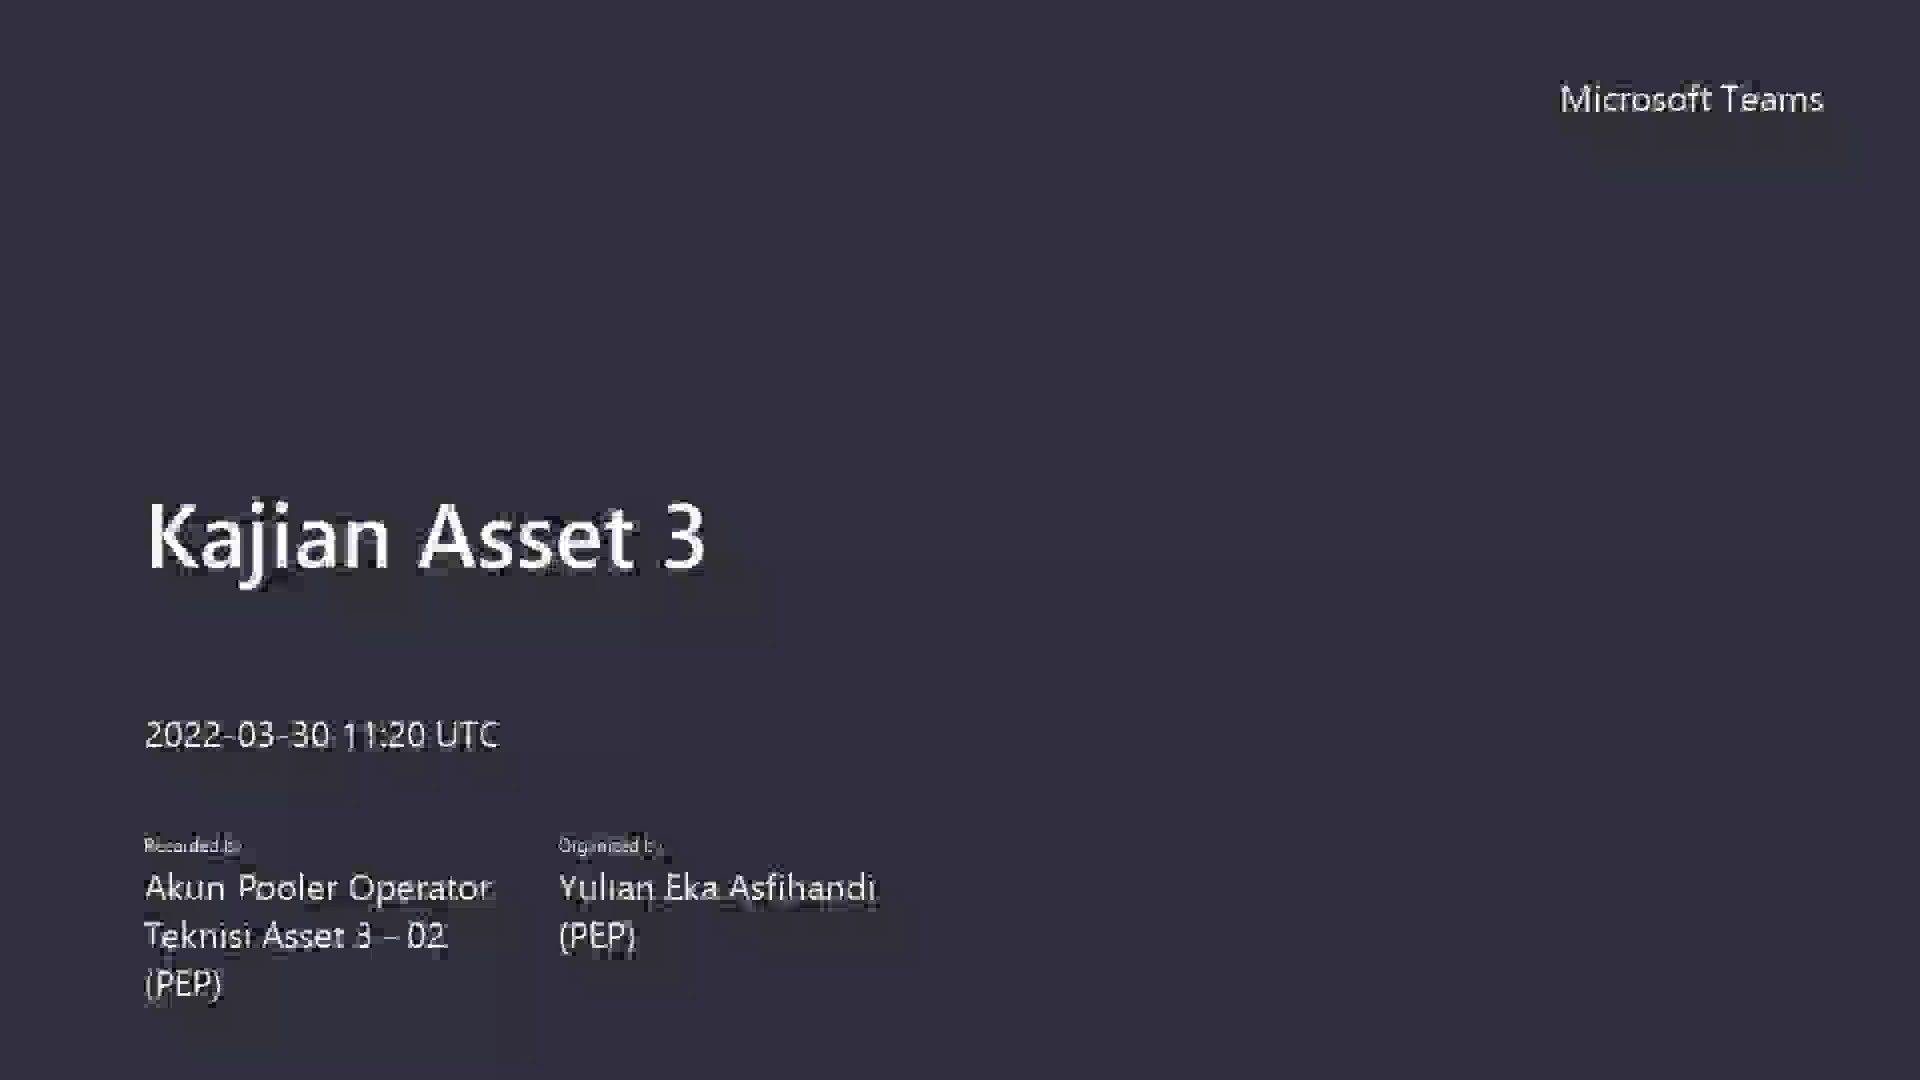 Microsoft Teams
Kajian Asset 3
2022-03-30 11:20 UTC
Recorded by
Organized by
Akun Pooler Operator
Teknisi Asset 3 – 02
(PEP)
Yulian Eka Asfihandi
(PEP)